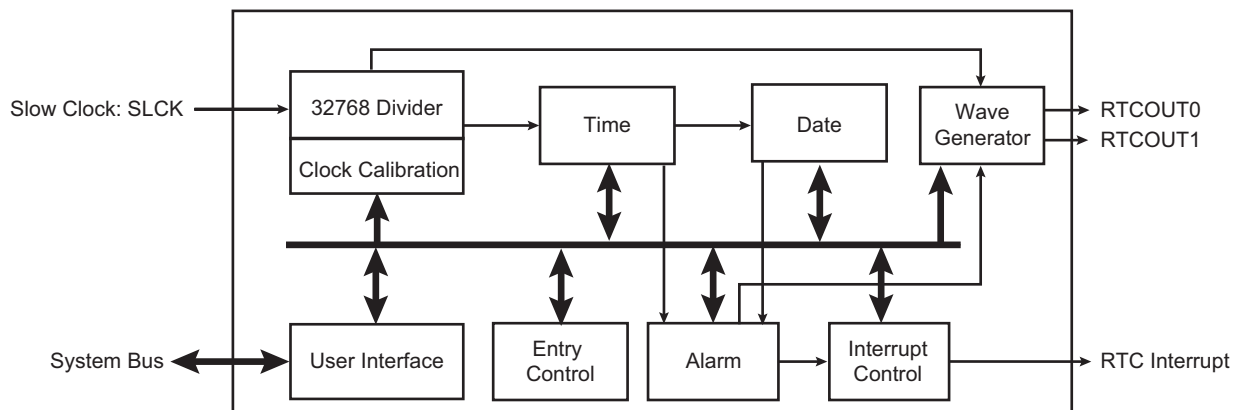 Slow Clock: SLCK
32768 Divider
Clock Calibration
Time
Date
Wave
Generator
RTCOUT0
RTCOUT1
System Bus
User Interface
Entry
Control
Alarm
Interrupt
Control
RTC Interrupt